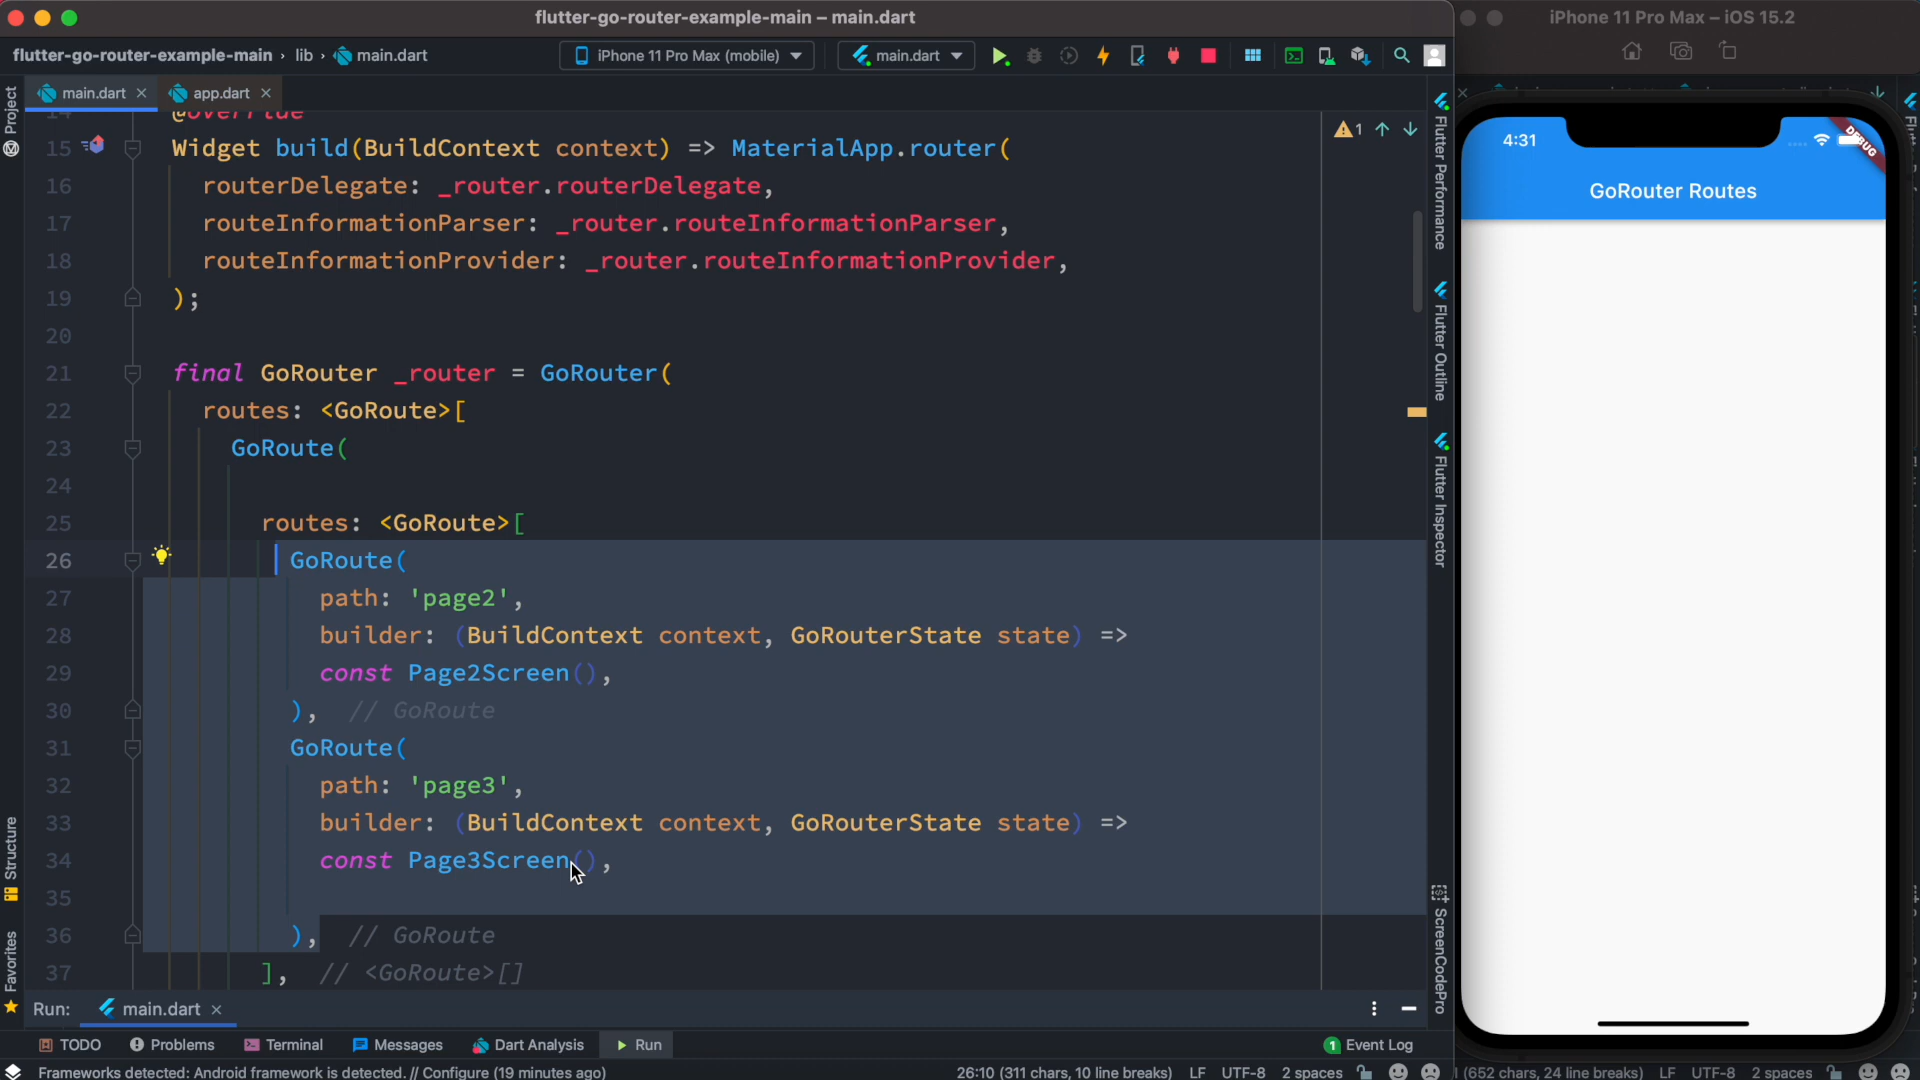 flutter-go-router-example-main – main.dart
flutter-go-router-example-main › lib › main.dart
iPhone 11 Pro Max (mobile)
main.dart
main.dart
app.dart
Project
Structure
Favorites
14 @override
15 Widget build(BuildContext context) => MaterialApp.router(
16 routerDelegate: _router.routerDelegate,
17 routeInformationParser: _router.routeInformationParser,
18 routeInformationProvider: _router.routeInformationProvider,
19 );
20
21 final GoRouter _router = GoRouter(
22 routes: <GoRoute>[
23 GoRoute(
24
25 routes: <GoRoute>[
26 GoRoute(
27 path: 'page2',
28 builder: (BuildContext context, GoRouterState state) =>
29 const Page2Screen(),
30 ), // GoRoute
31 GoRoute(
32 path: 'page3',
33 builder: (BuildContext context, GoRouterState state) =>
34 const Page3Screen(),
35
36 ), // GoRoute
37 ], // <GoRoute>[]
1
Flutter Performance
Flutter Outline
Flutter Inspector
ScreenCodePro
Run: main.dart
TODO Problems Terminal Messages Dart Analysis Run
1 Event Log
Frameworks detected: Android framework is detected. // Configure (19 minutes ago)
26:10 (311 chars, 10 line breaks) LF UTF-8 2 spaces
iPhone 11 Pro Max – iOS 15.2
4:31
DEBUG
GoRouter Routes
(652 chars, 24 line breaks) LF UTF-8 2 spaces